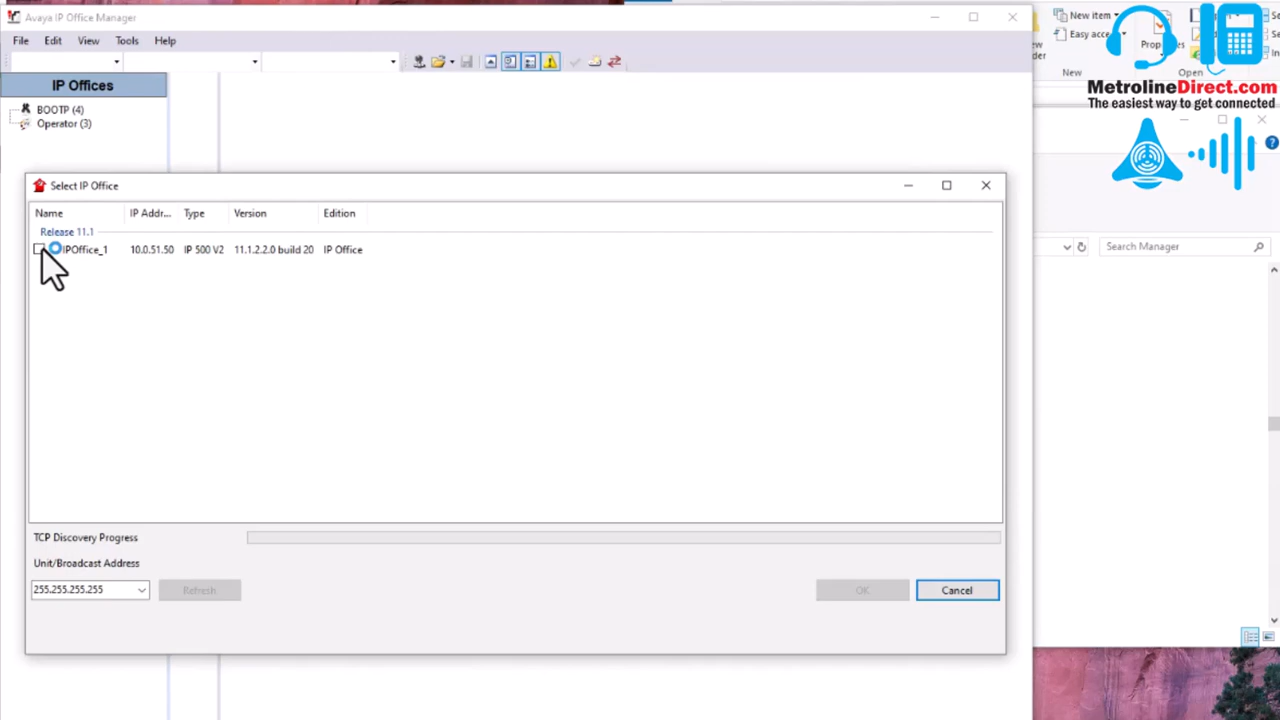 Avaya IP Office Manager
File Edit View Tools Help
IP Offices
BOOTP (4)
Operator (3)
New item
Easy access
New
Open
MetrolineDirect.com
The easiest way to get connected
Search Manager
Select IP Office
Name IP Addr... Type Version Edition
Release 11.1
IPOffice_1 10.0.51.50 IP 500 V2 11.1.2.2.0 build 20 IP Office
TCP Discovery Progress
Unit/Broadcast Address
255.255.255.255 Refresh OK Cancel